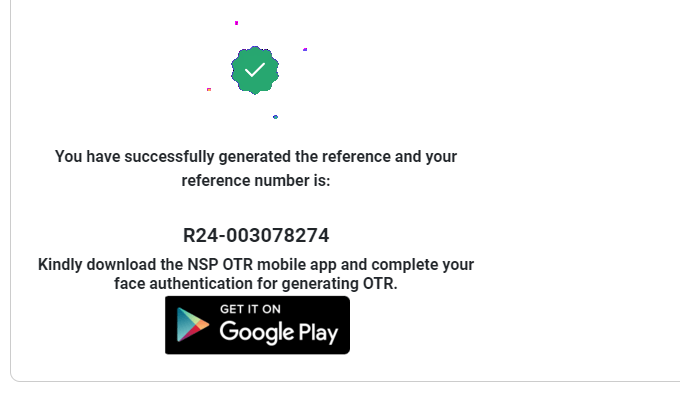 You have successfully generated the reference and your
reference number is:
R24-003078274
Kindly download the NSP OTR mobile app and complete your
face authentication for generating OTR.
GET IT ON
Google Play